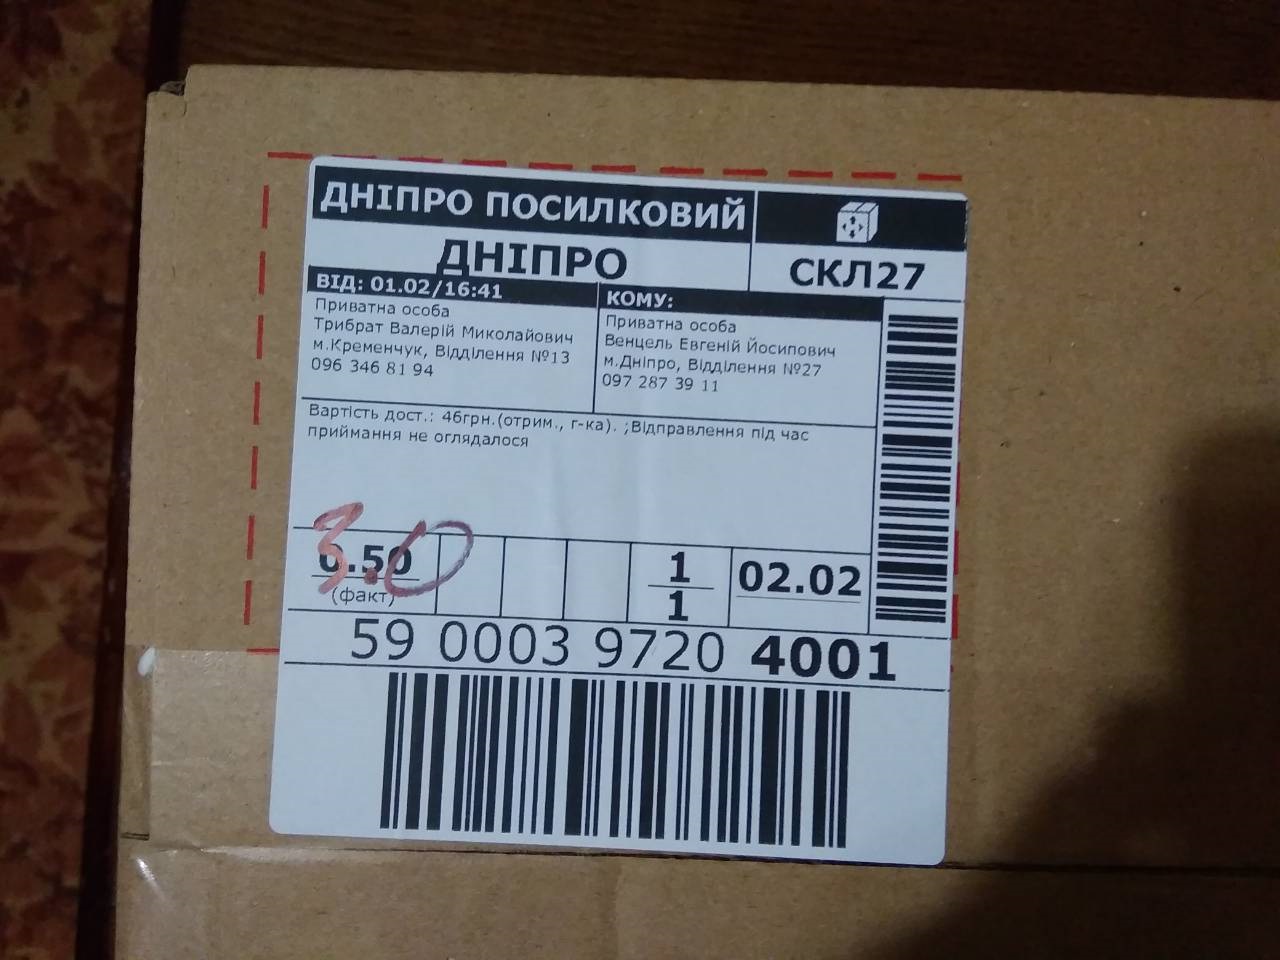 ДНІПРО ПОСИЛКОВИЙ
ДНІПРО
СКЛ27
ВІД: 01.02/16:41
Приватна особа
Трибрат Валерій Миколайович
м.Кременчук, Відділення №13
096 346 81 94
КОМУ:
Приватна особа
Венцель Евгеній Йосипович
м.Дніпро, Відділення №27
097 287 39 11
Вартість дост.: 46грн.(отрим., г-ка). ;Відправлення під час
приймання не оглядалося
3.0
0.50
(факт)
1
1
02.02
59 0003 9720 4001